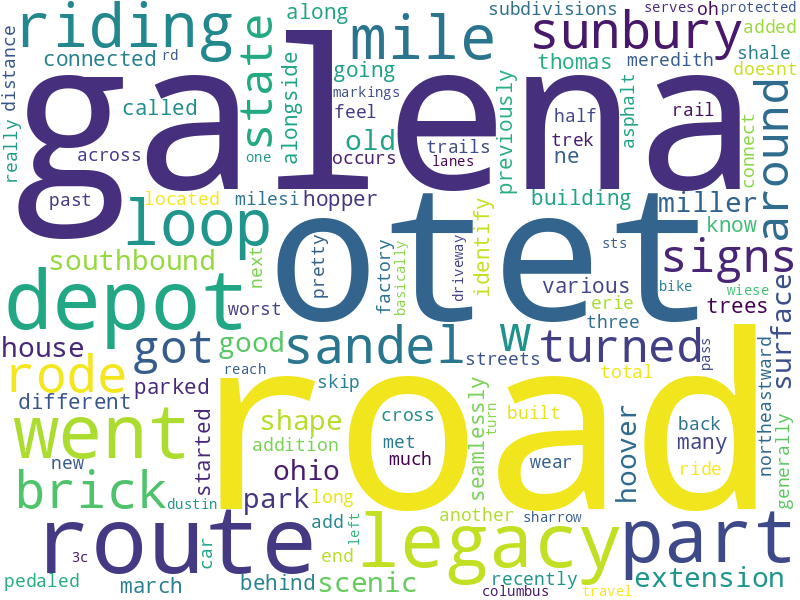 riding
along
mile
subdivisions
serves
oh
protected
sunbury
added
connected
rd
state
alongside
going
thomas
meredith
shale
doesnt
really
distance
galena
called
markings
feel
previously
half
rail
asphalt
around
across
one
old
occurs
trails
lanes
ne
trek
connect
past
located
milesi
hopper
building
miller
know
loop
otet
identify
southbound
next
pretty
factory
basically
driveway
sts
signs
various
bike
wiese
depot
worst
erie
three
trees
surface
house
got
good
sandel
w
streets
turned
pass
rode
parked
reach
skip
total
northeastward
different
road
went
started
shape
cross
seamlessly
turn
built
hoover
back
addition
met
many
new
ohio
much
wear
ride
generally
brick
dustin
park
long
add
left
another
sharrow
route
3c
car
end
legacy
part
pedaled
march
behind
scenic
recently
columbus
travel
extension